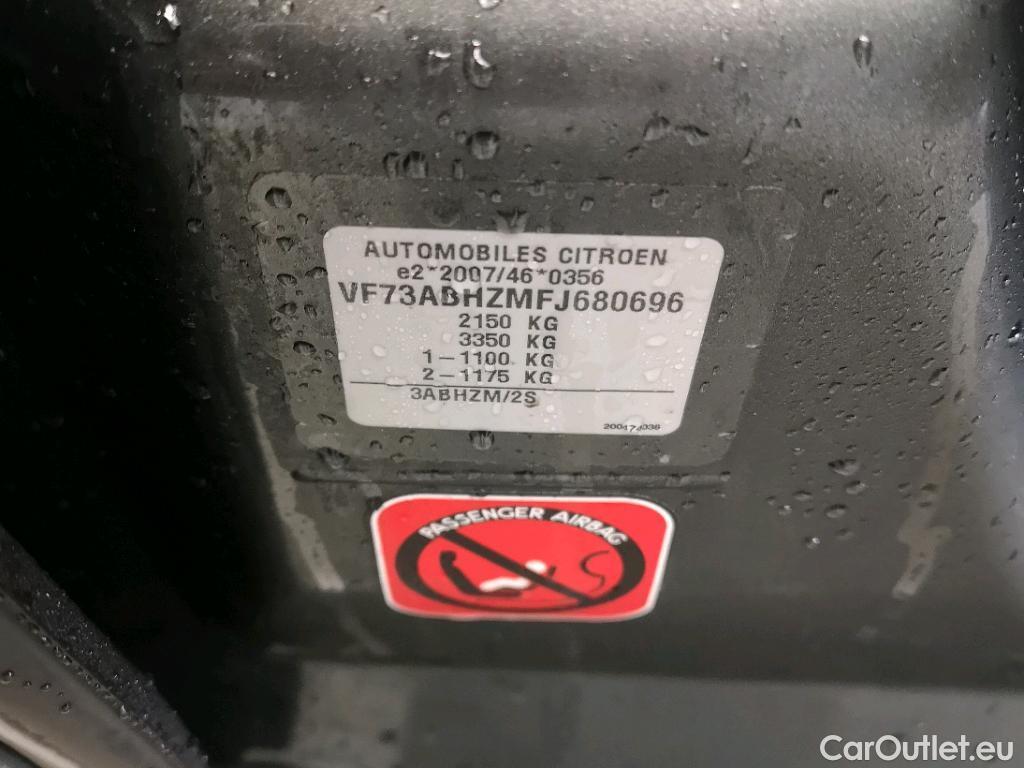 AUTOMOBILES CITROEN
e2*2007/46*0356
VF73ABHZMFJ680696
2150 KG
3350 KG
1-1100 KG
2-1175 KG
3ABHZM/2S
PASSENGER AIRBAG
CarOutlet.eu